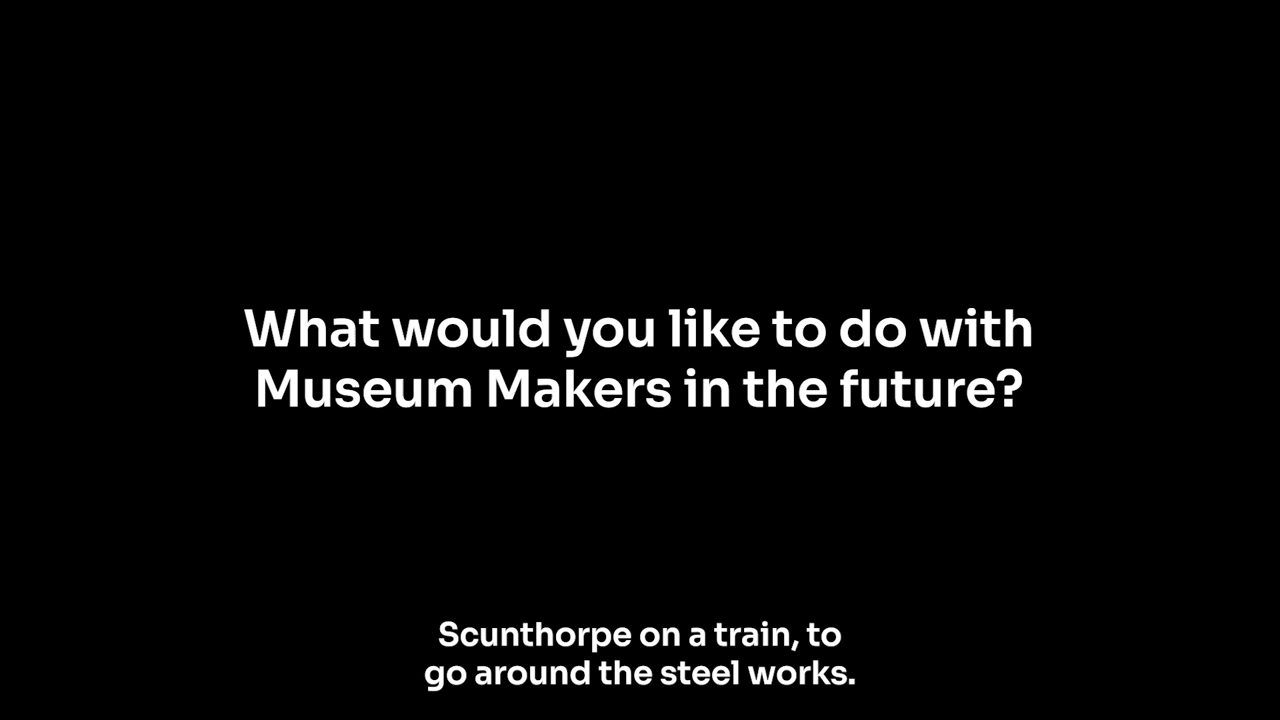 What would you like to do with
Museum Makers in the future?
Scunthorpe on a train, to
go around the steel works.